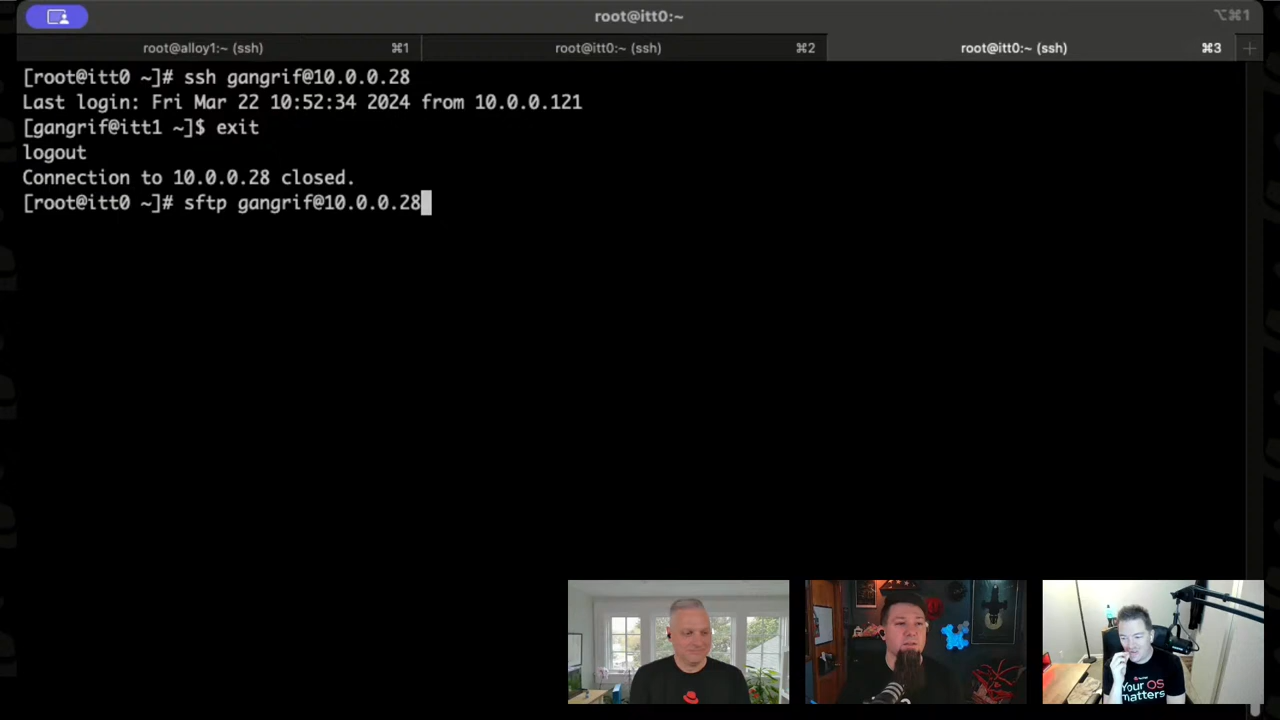 root@itt0:~
⌥⌘1
root@alloy1:~ (ssh) ⌘1
root@itt0:~ (ssh) ⌘2
root@itt0:~ (ssh) ⌘3
[root@itt0 ~]# ssh gangrif@10.0.0.28
Last login: Fri Mar 22 10:52:34 2024 from 10.0.0.121
[gangrif@itt1 ~]$ exit
logout
Connection to 10.0.0.28 closed.
[root@itt0 ~]# sftp gangrif@10.0.0.28
Your OS
matters